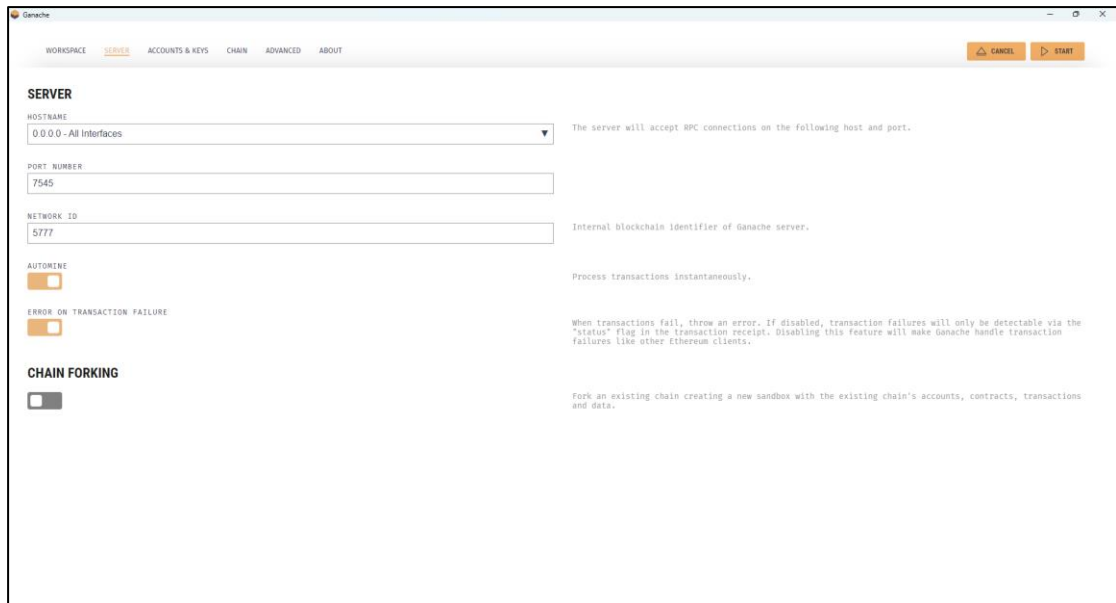 Ganache
WORKSPACE SERVER ACCOUNTS & KEYS CHAIN ADVANCED ABOUT
CANCEL START
SERVER
HOSTNAME
0.0.0.0 - All Interfaces
The server will accept RPC connections on the following host and port.
PORT NUMBER
7545
NETWORK ID
5777
Internal blockchain identifier of Ganache server.
AUTOMINE
Process transactions instantaneously.
ERROR ON TRANSACTION FAILURE
When transactions fail, throw an error. If disabled, transaction failures will only be detectable via the
"status" flag in the transaction receipt. Disabling this feature will make Ganache handle transaction
failures like other Ethereum clients.
CHAIN FORKING
Fork an existing chain creating a new sandbox with the existing chain's accounts, contracts, transactions
and data.